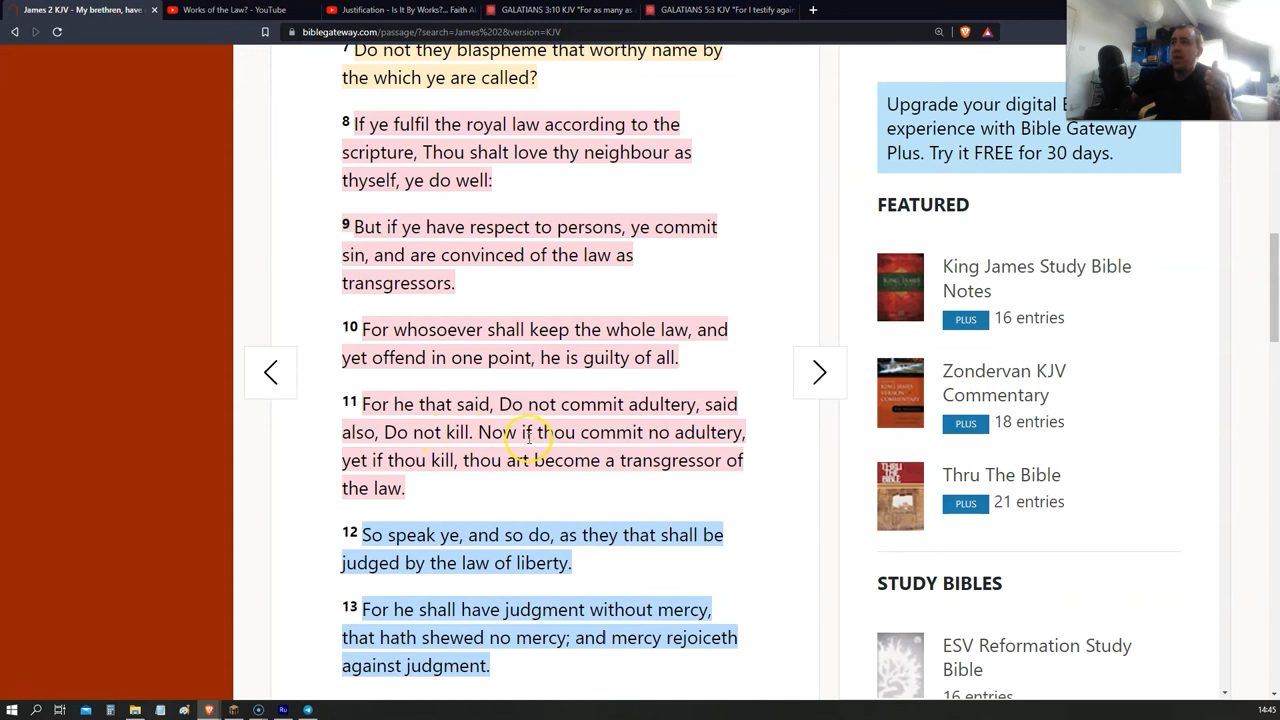 James 2 KJV - My brethren, have
Works of the Law? - YouTube
Justification - Is It By Works?... Faith Al
GALATIANS 3:10 KJV "For as many as
GALATIANS 5:3 KJV "For I testify again
biblegateway.com/passage/?search=James%202&version=KJV
7 Do not they blaspheme that worthy name by
the which ye are called?
8 If ye fulfil the royal law according to the
scripture, Thou shalt love thy neighbour as
thyself, ye do well:
9 But if ye have respect to persons, ye commit
sin, and are convinced of the law as
transgressors.
10 For whosoever shall keep the whole law, and
yet offend in one point, he is guilty of all.
11 For he that said, Do not commit adultery, said
also, Do not kill. Now if thou commit no adultery,
yet if thou kill, thou art become a transgressor of
the law.
12 So speak ye, and so do, as they that shall be
judged by the law of liberty.
13 For he shall have judgment without mercy,
that hath shewed no mercy; and mercy rejoiceth
against judgment.
Upgrade your digital
experience with Bible Gateway
Plus. Try it FREE for 30 days.
FEATURED
King James Study Bible
Notes
PLUS 16 entries
Zondervan KJV
Commentary
PLUS 18 entries
Thru The Bible
PLUS 21 entries
STUDY BIBLES
ESV Reformation Study
Bible
16 entries
14:45